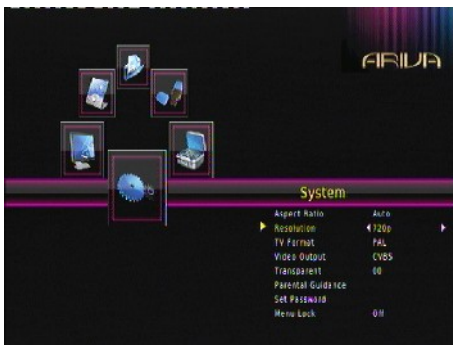 ARIVA
System
Aspect Ratio Auto
Resolution 720p
TV Format PAL
Video Output CVBS
Transparent 00
Parental Guidance
Set Password
Menu Lock Off